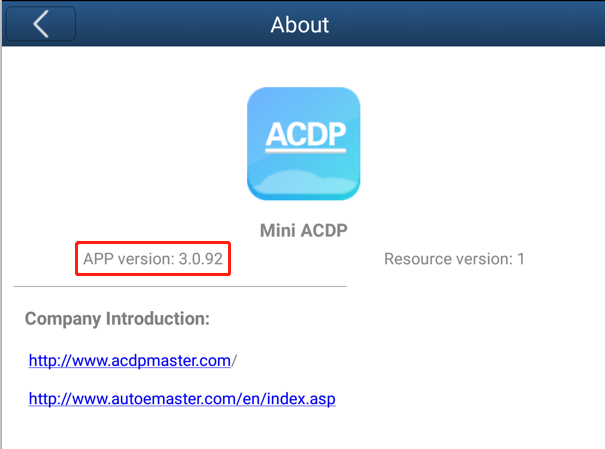 About
ACDP
Mini ACDP
APP version: 3.0.92
Resource version: 1
Company Introduction:
http://www.acdpmaster.com/
http://www.autoemaster.com/en/index.asp